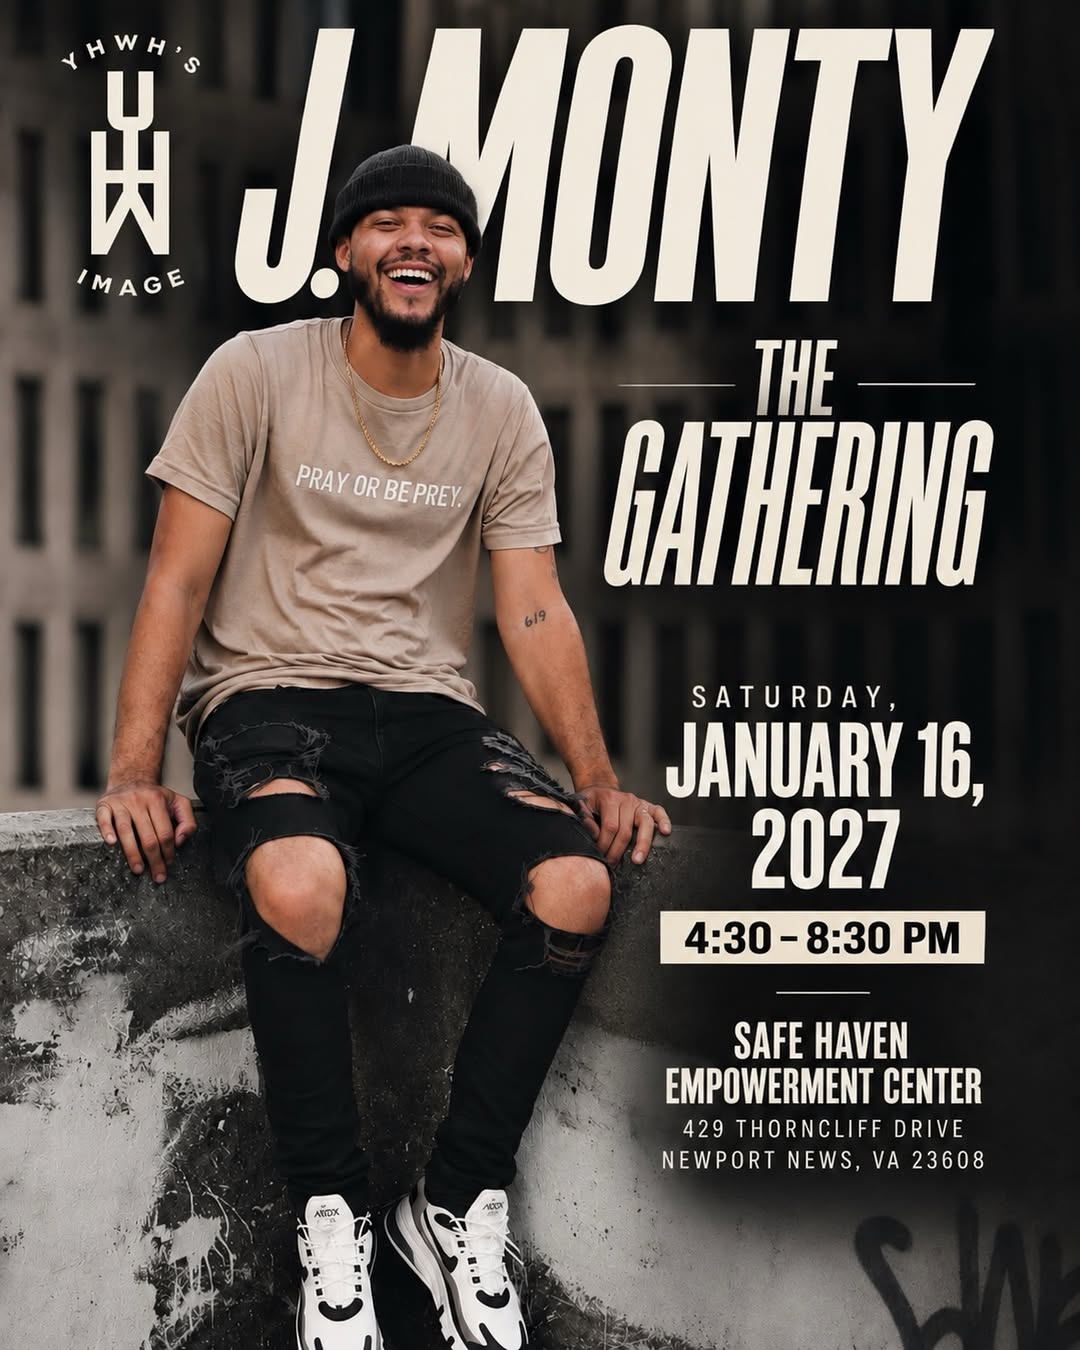 YHWH'S
YHW
IMAGE
J. MONTY
THE
GATHERING
PRAY OR BE PREY.
619
SATURDAY,
JANUARY 16,
2027
4:30 – 8:30 PM
SAFE HAVEN
EMPOWERMENT CENTER
429 THORNCLIFF DRIVE
NEWPORT NEWS, VA 23608